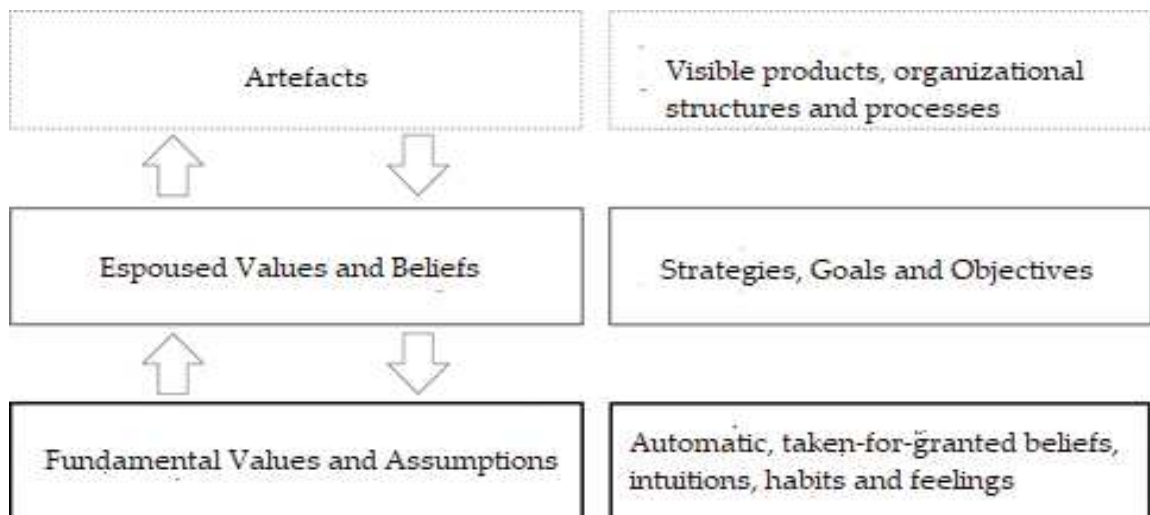 Artefacts
Visible products, organizational
structures and processes
Espoused Values and Beliefs
Strategies, Goals and Objectives
Fundamental Values and Assumptions
Automatic, taken-for-granted beliefs,
intuitions, habits and feelings